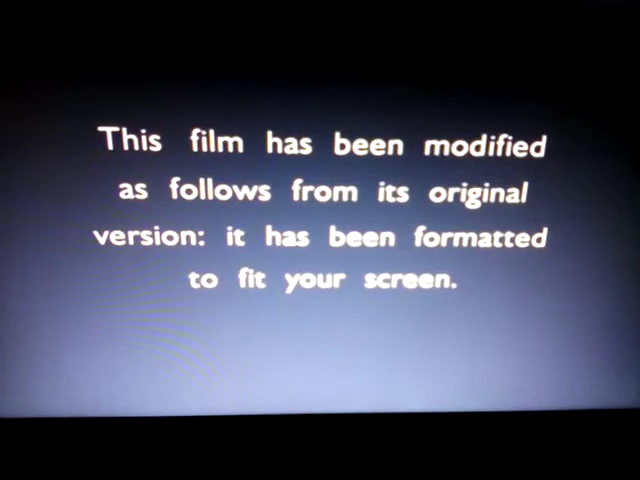 This film has been modified
as follows from its original
version: it has been formatted
to fit your screen.